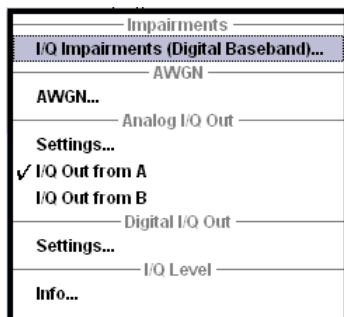 Impairments
I/Q Impairments (Digital Baseband)...
AWGN
AWGN...
Analog I/Q Out
Settings...
I/Q Out from A
I/Q Out from B
Digital I/Q Out
Settings...
I/Q Level
Info...